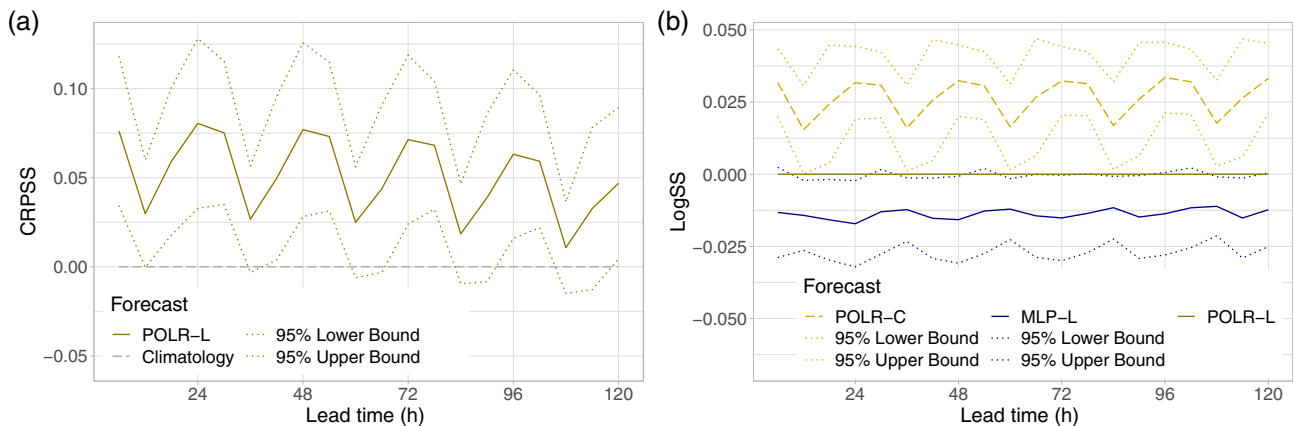 (a)
CRPSS
0.10
0.05
0.00
−0.05
Forecast
POLR−L
95% Lower Bound
Climatology
95% Upper Bound
24
48
72
96
120
Lead time (h)
(b)
LogSS
0.050
0.025
0.000
−0.025
−0.050
Forecast
POLR−C
MLP−L
POLR−L
95% Lower Bound
95% Lower Bound
95% Upper Bound
95% Upper Bound
24
48
72
96
120
Lead time (h)